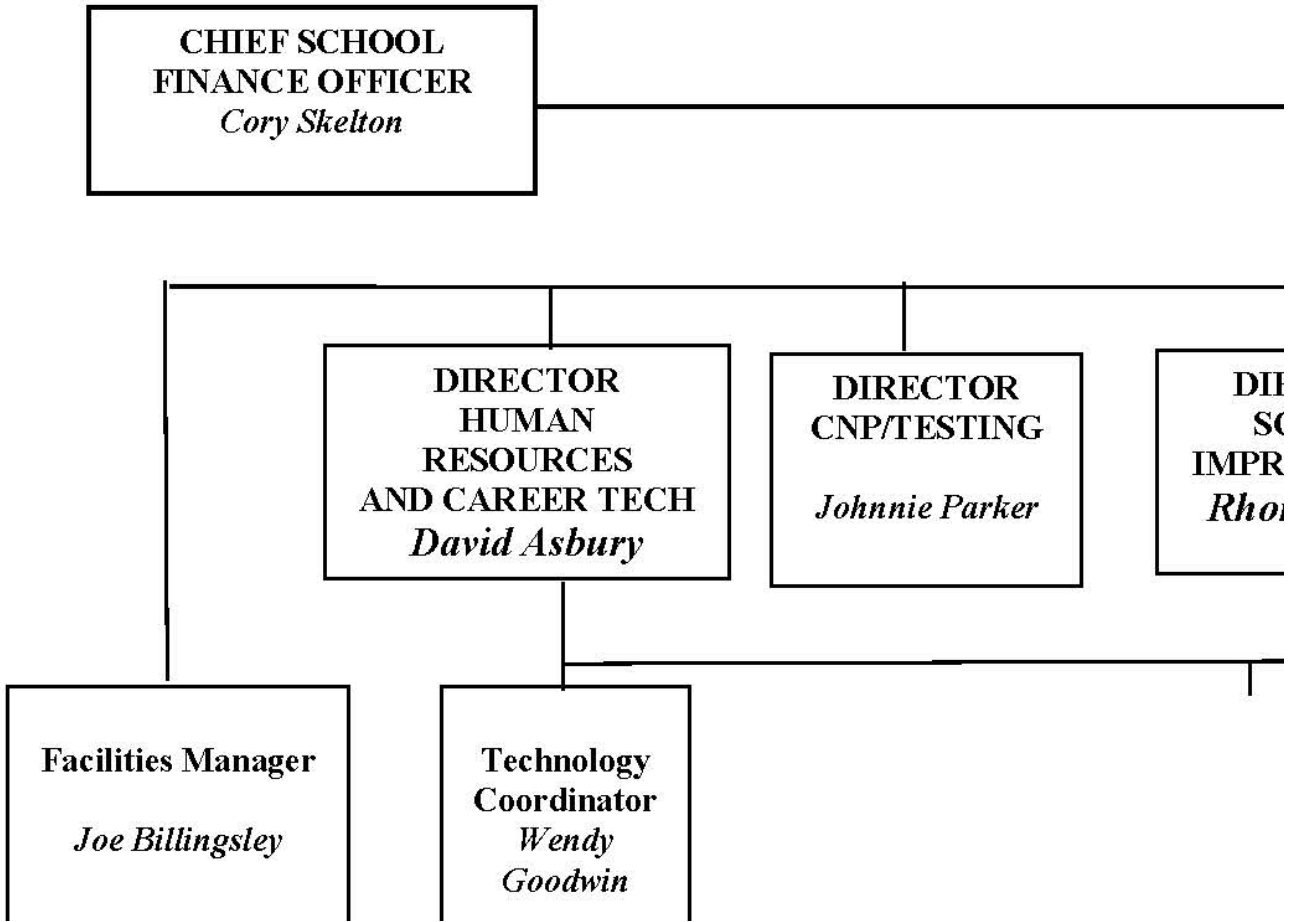 CHIEF SCHOOL
FINANCE OFFICER
Cory Skelton
DIRECTOR
HUMAN
RESOURCES
AND CAREER TECH
David Asbury
DIRECTOR
CNP/TESTING
Johnnie Parker
Facilities Manager
Joe Billingsley
Technology
Coordinator
Wendy
Goodwin